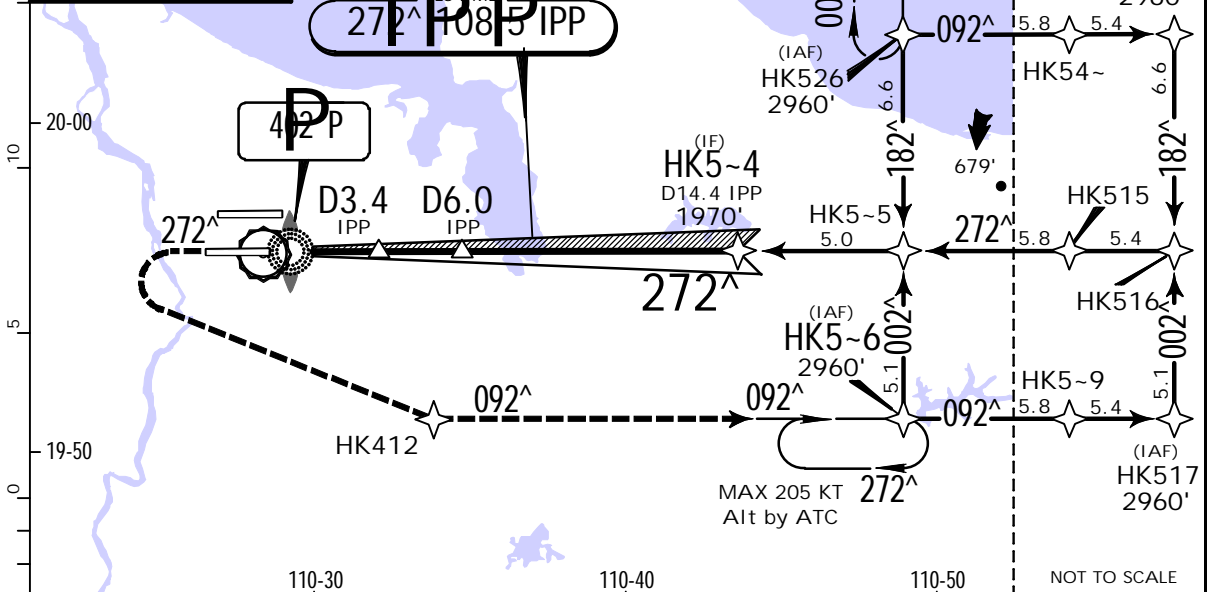 272^ 108 5 IPP
402 P
P
20-00
10
5
19-50
0
272^
D3.4
IPP
D6.0
IPP
(IF)
HK5~4
D14.4 IPP
1970'
272^
HK412
092^
092^
MAX 205 KT
Alt by ATC
272^
(IAF)
HK526
2960'
6.6
182^
092^
5.8
5.4
HK54~
6.6
182^
679'
HK5~5
5.0
272^
5.8
HK515
5.4
HK516
(IAF)
HK5~6
2960'
002^
5.1
092^
5.8
HK5~9
5.4
002^
5.1
(IAF)
HK517
2960'
110-30
110-40
110-50
NOT TO SCALE